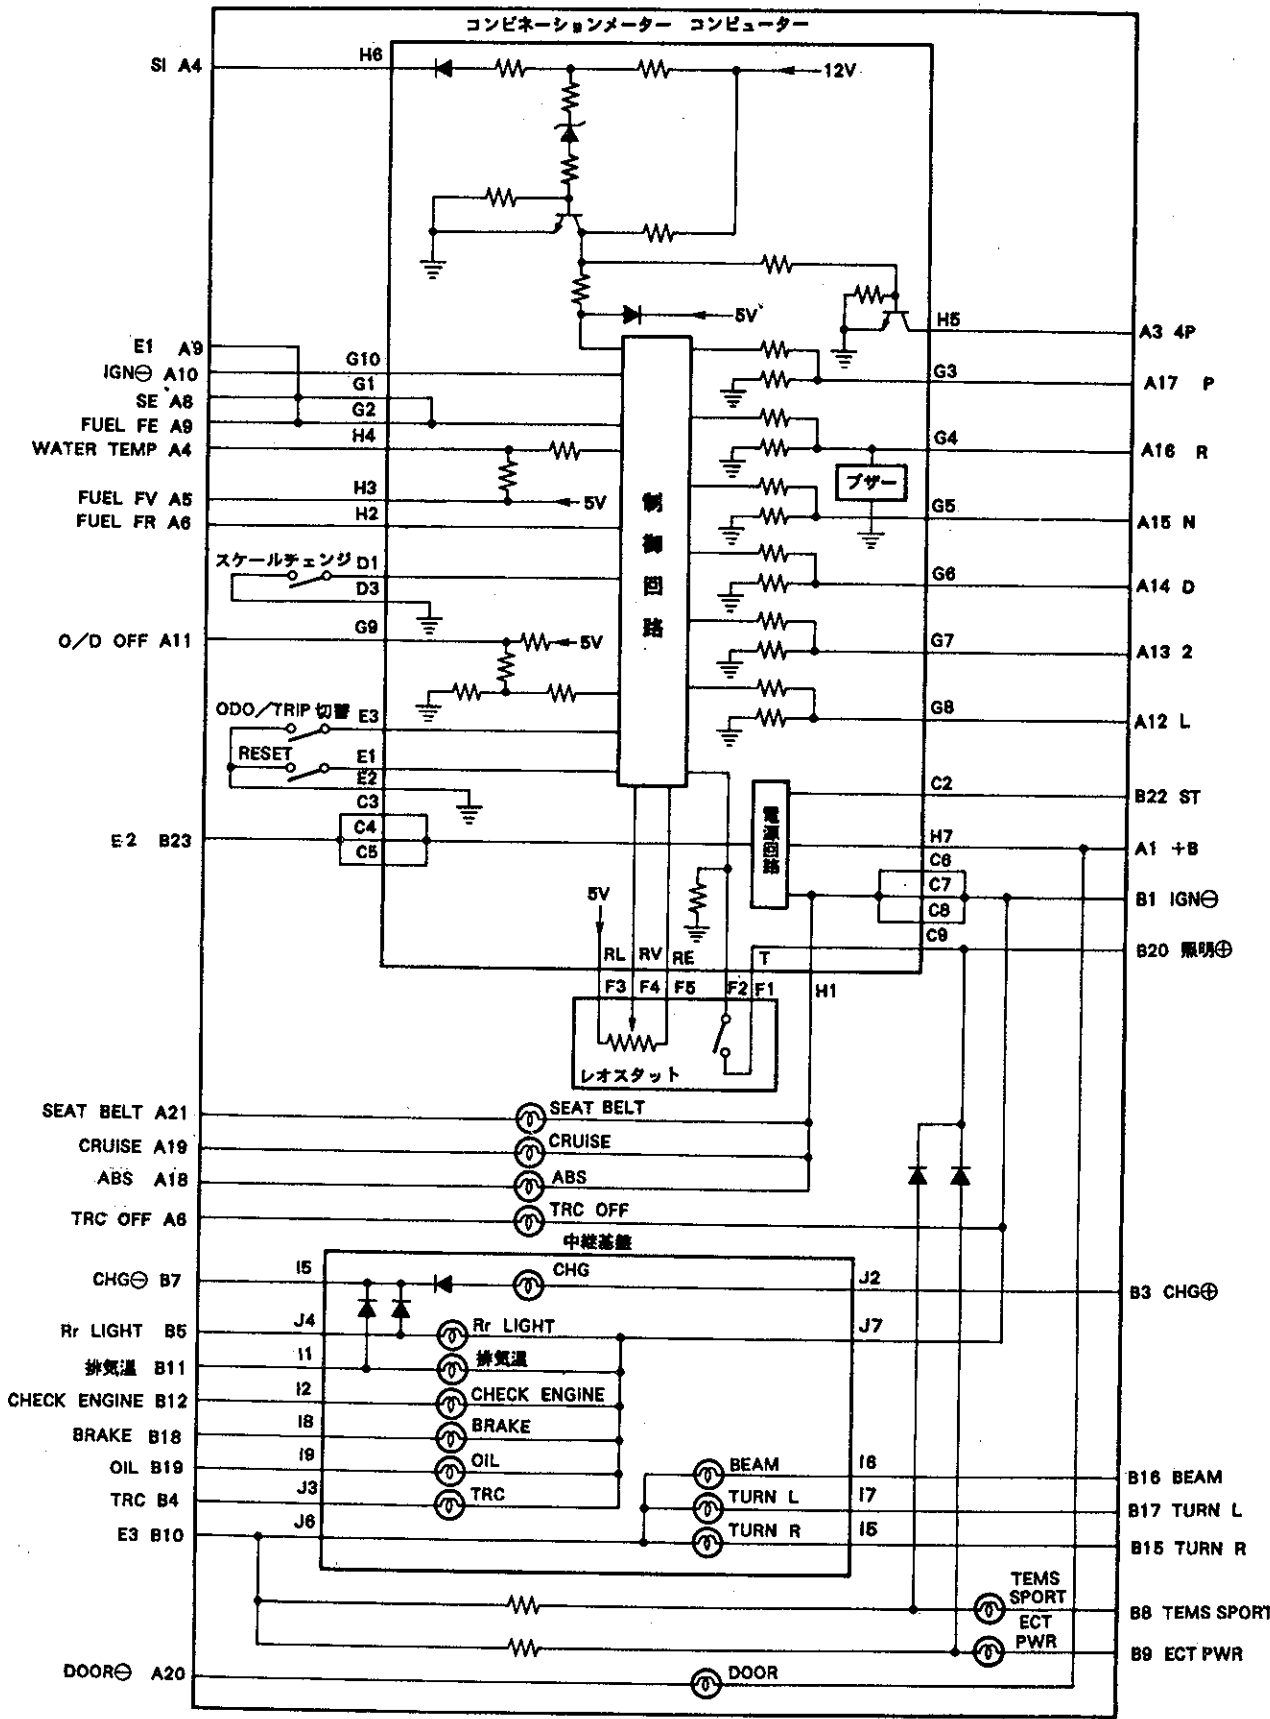 コンビネーションメーター コンピューター
SI A4
H6
12V
5V
H5
A3 4P
E1 A9
G10
IGN⊖ A10
G1
G3
A17 P
SE A8
G2
FUEL FE A9
H4
G4
WATER TEMP A4
A16 R
ブザー
H3
FUEL FV A5
5V
H2
G5
FUEL FR A6
A15 N
制御回路
スケールチェンジ D1
D3
G6
A14 D
G9
O/D OFF A11
5V
G7
A13 2
ODO/TRIP 切替 E3
G8
A12 L
RESET
E1
E2
C2
B22 ST
C3
C4
E2 B23
C5
電源回路
H7
A1 +B
C6
C7
C8
B1 IGN⊖
5V
C9
RL RV RE T
B20 照明⊕
F3 F4 F5 F2 F1 H1
レオスタット
SEAT BELT A21
SEAT BELT
CRUISE A19
CRUISE
ABS A18
ABS
TRC OFF A6
TRC OFF
中継基盤
CHG⊖ B7
I5
CHG
J2
B3 CHG⊕
Rr LIGHT B5
J4
Rr LIGHT
J7
排気温 B11
I1
排気温
CHECK ENGINE B12
I2
CHECK ENGINE
BRAKE B18
I8
BRAKE
OIL B19
I9
OIL
BEAM
I6
B16 BEAM
TRC B4
J3
TRC
TURN L
I7
B17 TURN L
E3 B10
J6
TURN R
I5
B15 TURN R
TEMS
SPORT
B8 TEMS SPORT
ECT
PWR
B9 ECT PWR
DOOR⊖ A20
DOOR